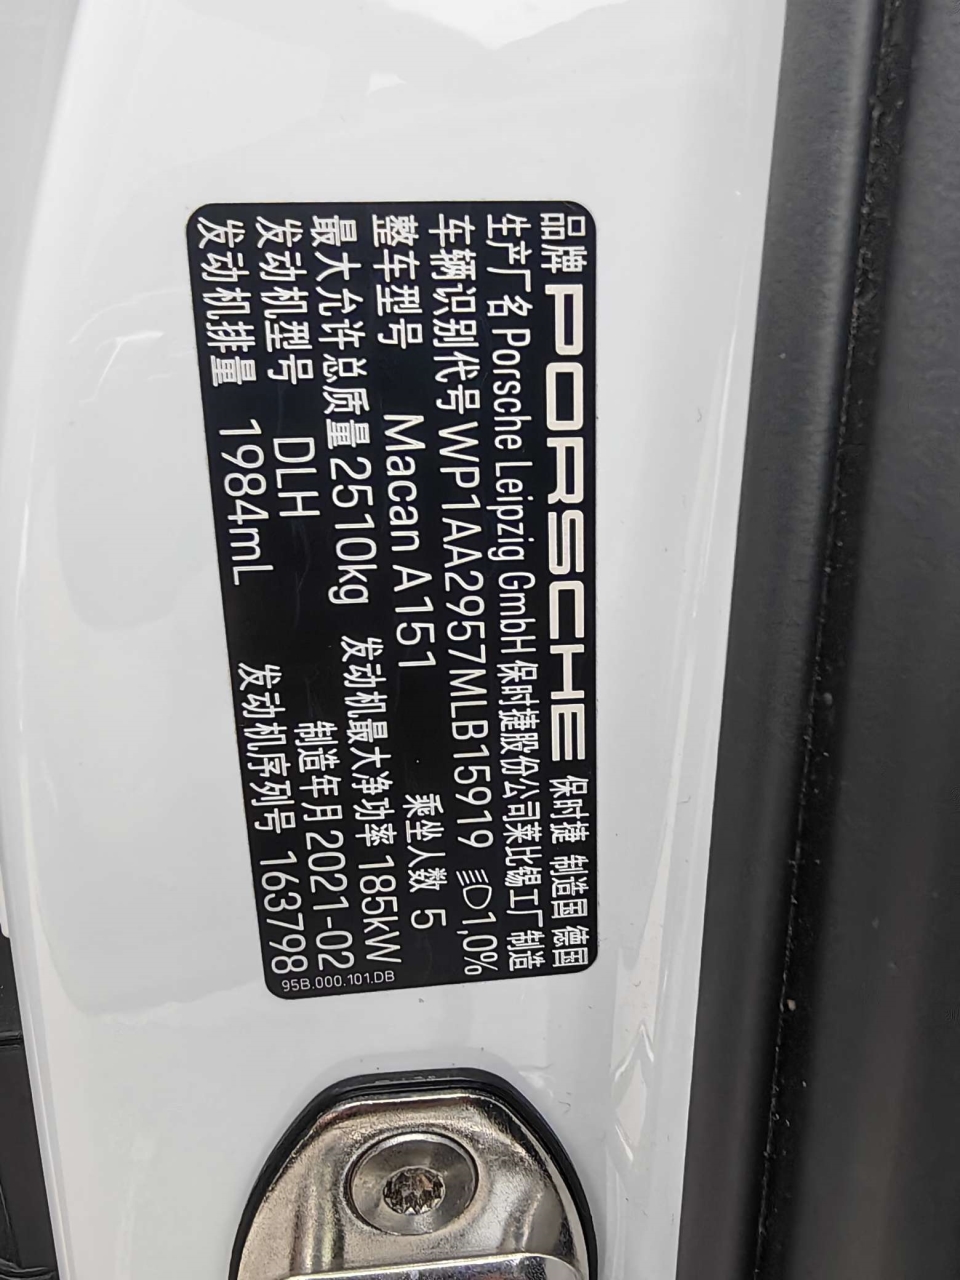 品牌 PORSCHE 保时捷 制造国 德国
生产厂名 Porsche Leipzig GmbH 保时捷股份公司莱比锡工厂制造
车辆识别代号 WP1AA2957MLB15919 1,0%
整车型号 Macan A151 乘坐人数 5
最大允许总质量 2510kg 发动机最大净功率 185kW
发动机型号 DLH 制造年月 2021-02
发动机排量 1984mL 发动机序列号 163798
95B.000.101.DB